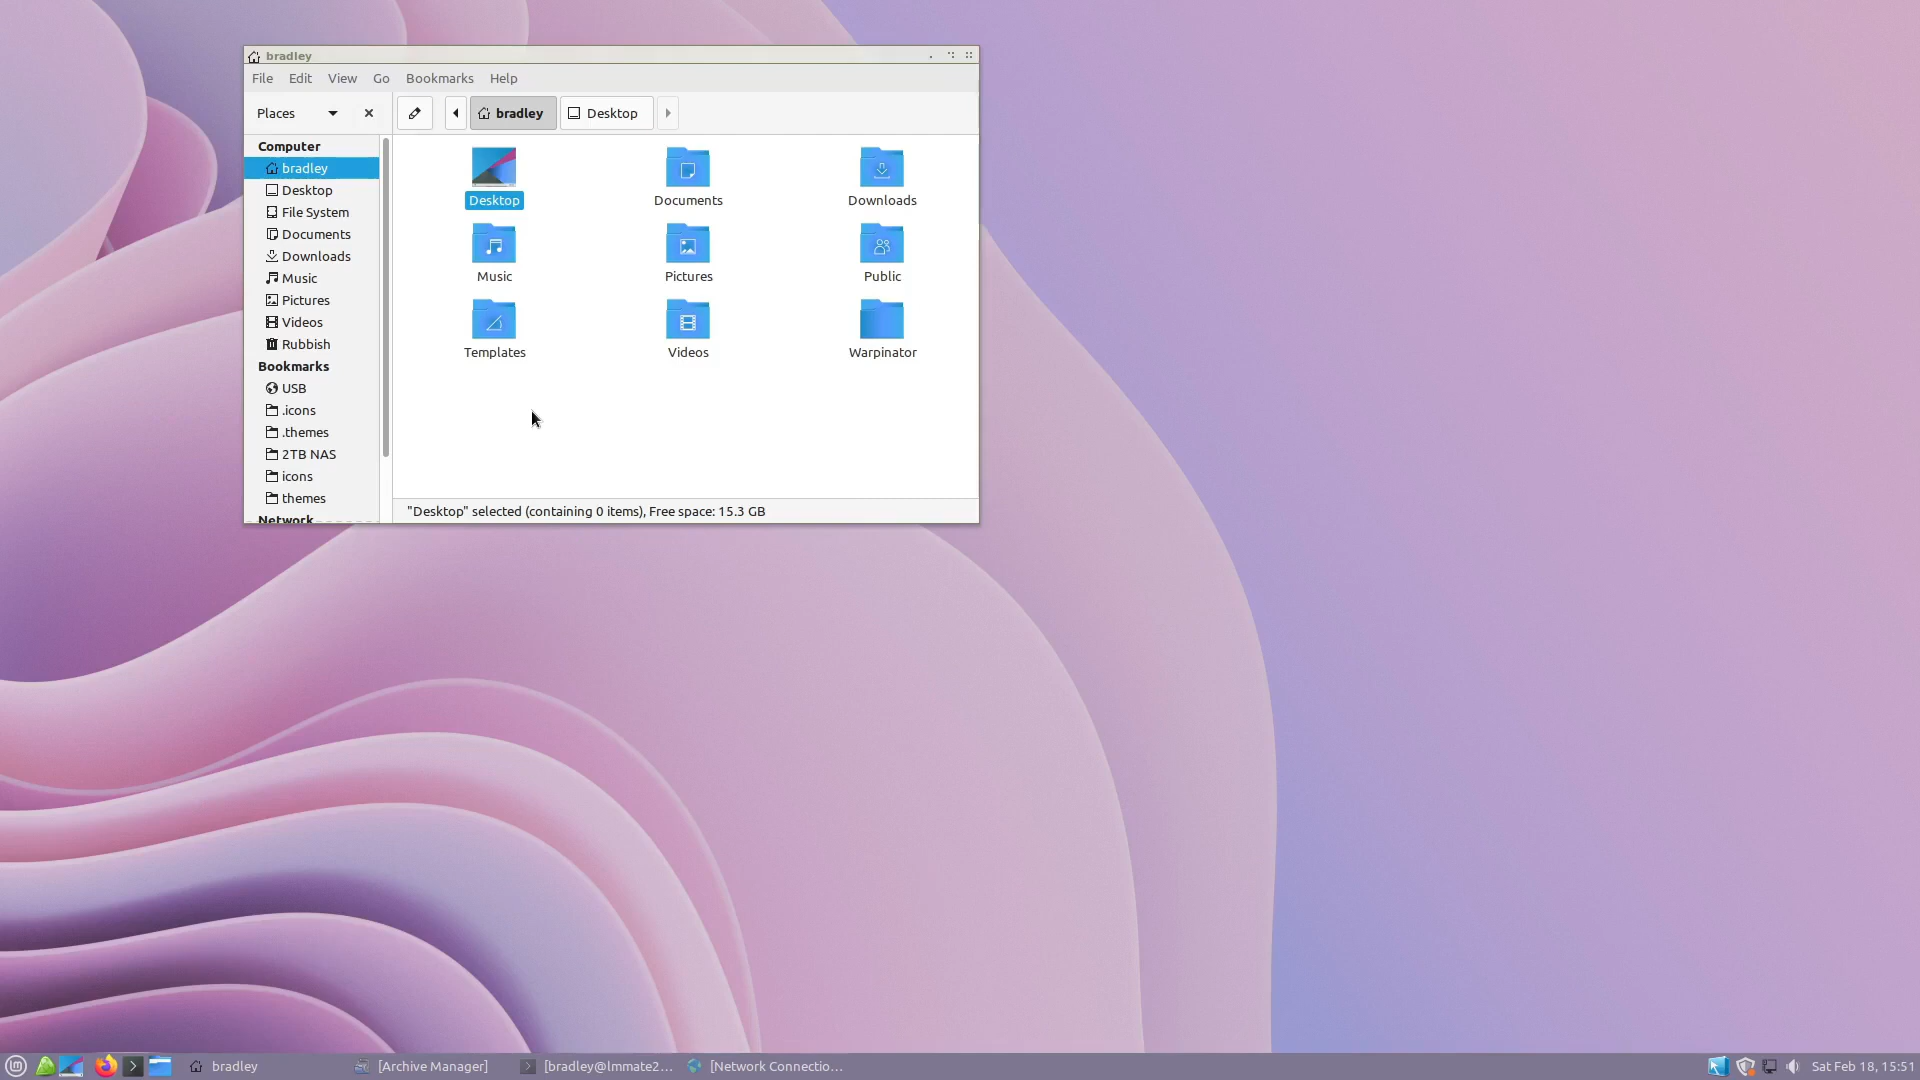 bradley
File Edit View Go Bookmarks Help
Places
bradley
Desktop
Computer
bradley
Desktop
File System
Documents
Downloads
Music
Pictures
Videos
Rubbish
Bookmarks
USB
.icons
.themes
2TB NAS
icons
themes
Network
Desktop Documents Downloads
Music Pictures Public
Templates Videos Warpinator
"Desktop" selected (containing 0 items), Free space: 15.3 GB
bradley [Archive Manager] [bradley@lmmate2... [Network Connectio... Sat Feb 18, 15:51